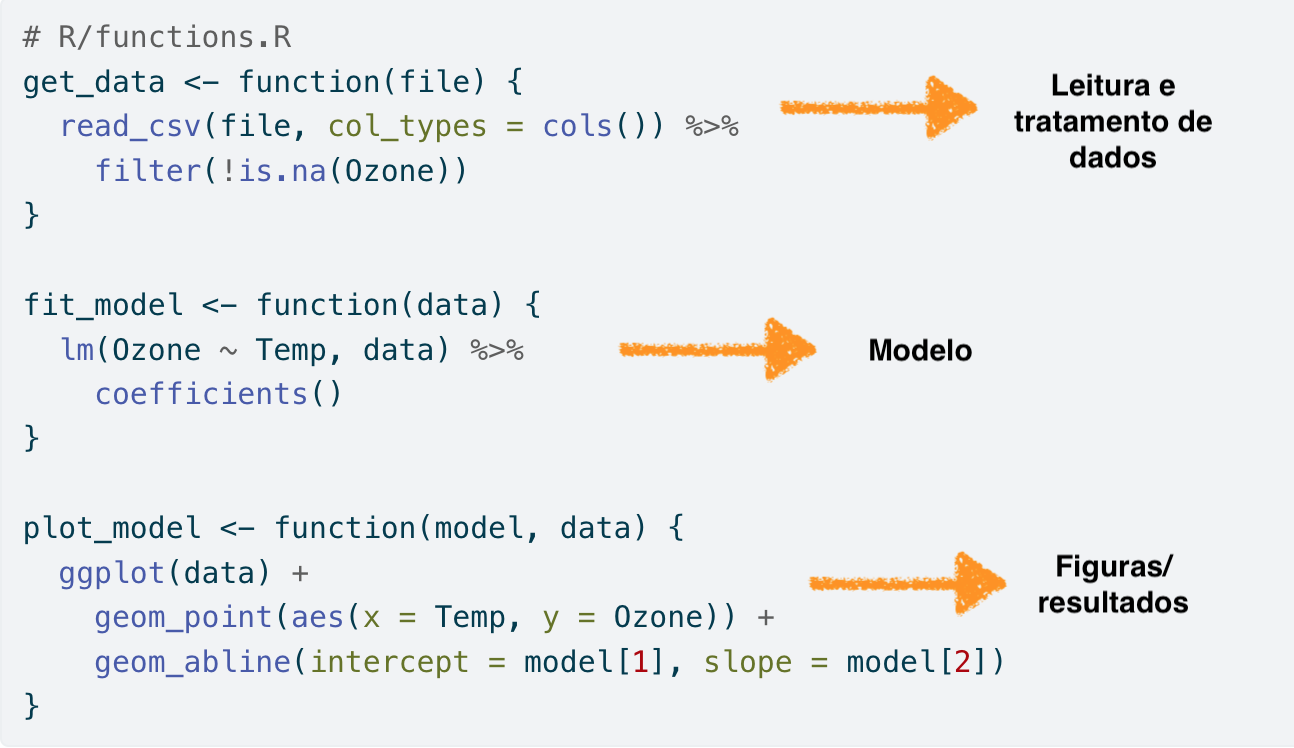 # R/functions.R
get_data <- function(file) {
  read_csv(file, col_types = cols()) %>%
    filter(!is.na(Ozone))
}
Leitura e
tratamento de
dados

fit_model <- function(data) {
  lm(Ozone ~ Temp, data) %>%
    coefficients()
}
Modelo

plot_model <- function(model, data) {
  ggplot(data) +
    geom_point(aes(x = Temp, y = Ozone)) +
    geom_abline(intercept = model[1], slope = model[2])
}
Figuras/
resultados